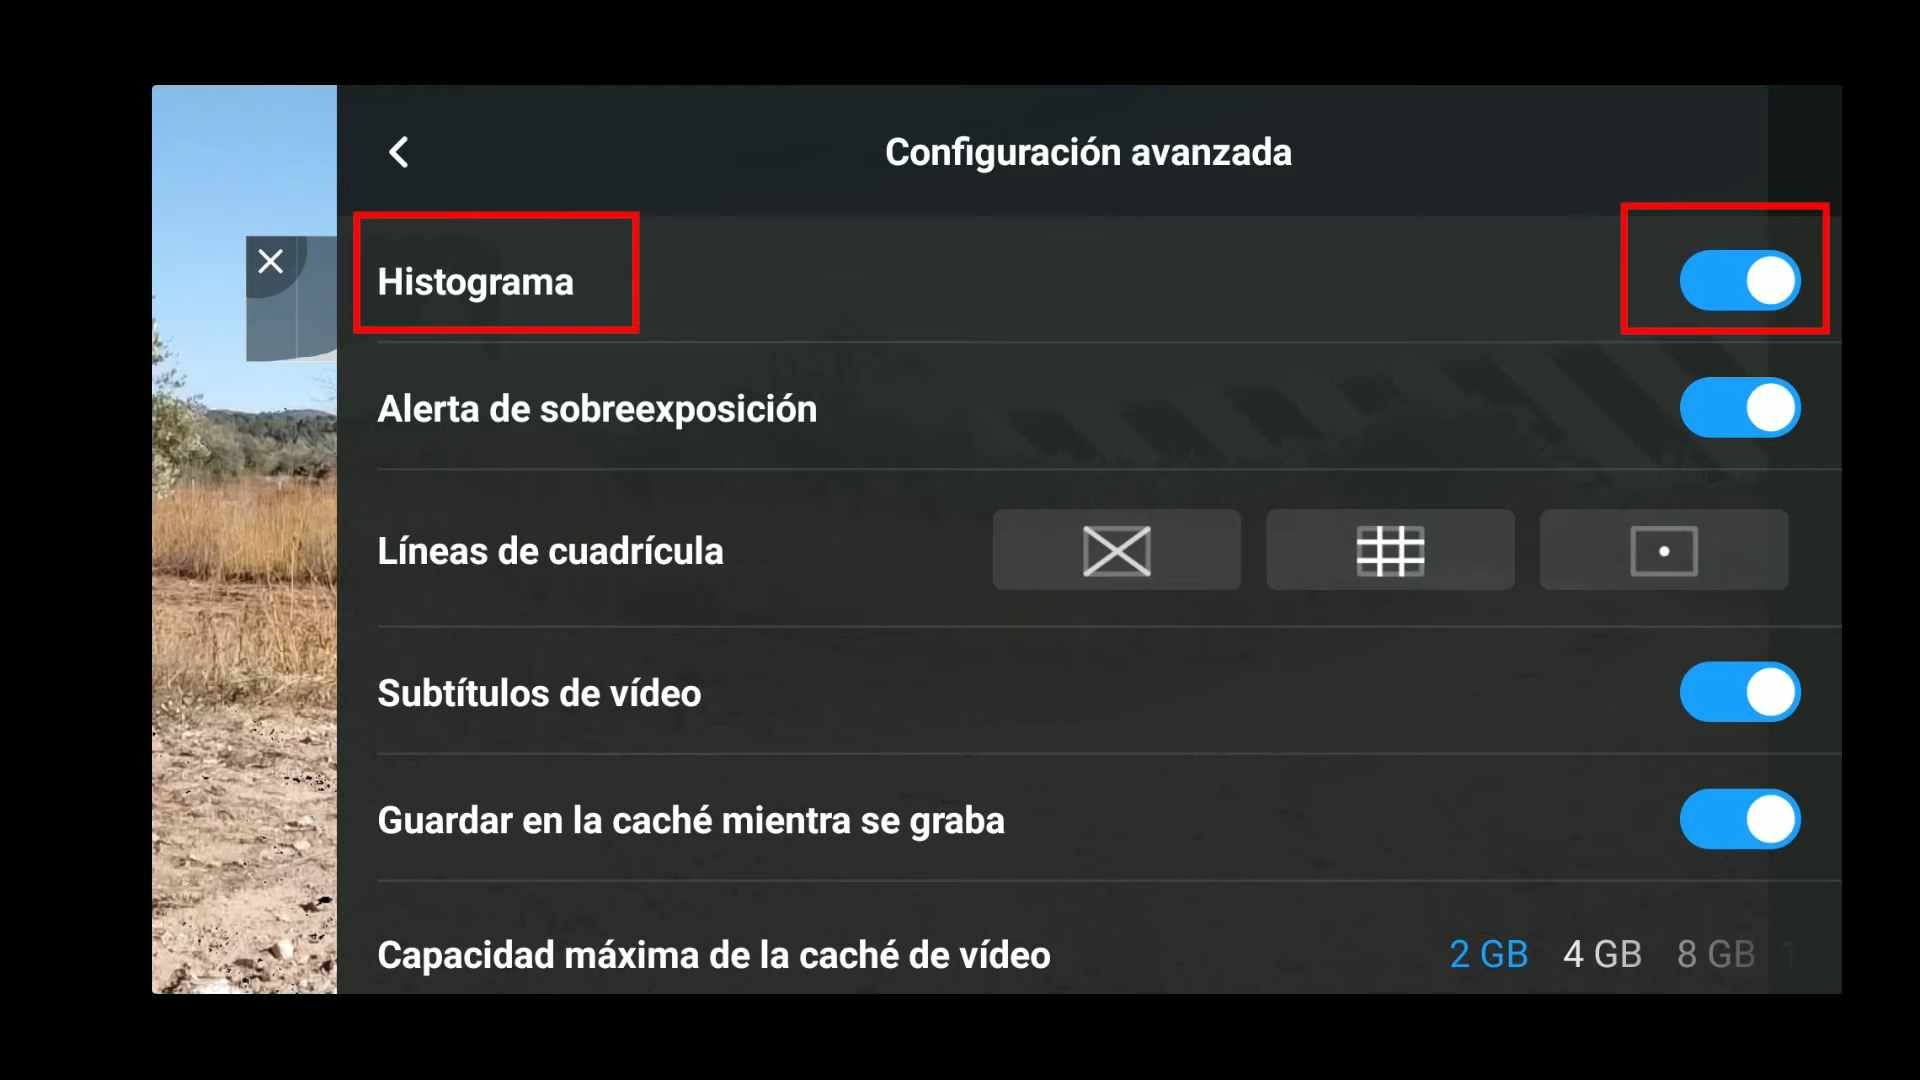 Configuración avanzada
Histograma
Alerta de sobreexposición
Líneas de cuadrícula
Subtítulos de vídeo
Guardar en la caché mientra se graba
Capacidad máxima de la caché de vídeo 2 GB 4 GB 8 GB